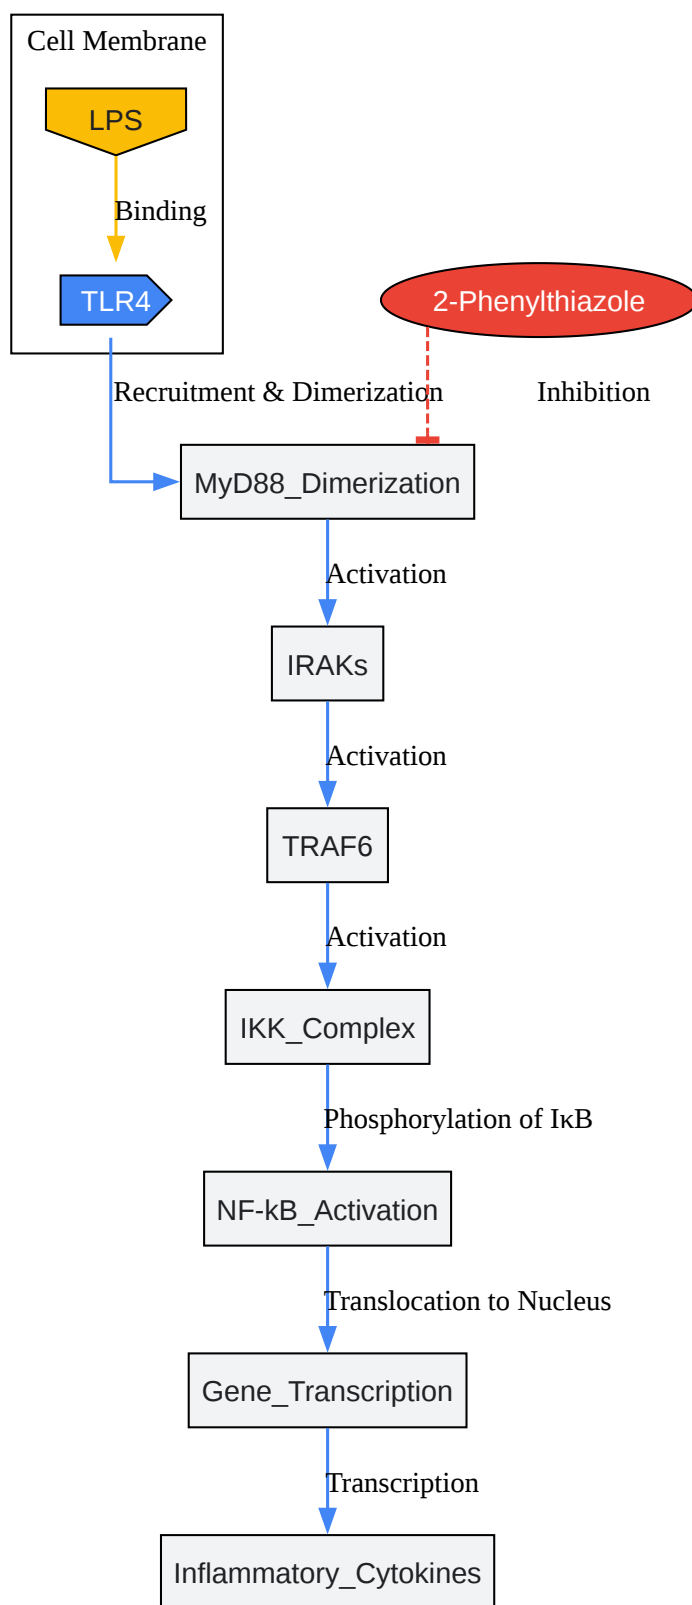 Cell Membrane
LPS
Binding
TLR4
2-Phenylthiazole
Recruitment & Dimerization
Inhibition
MyD88_Dimerization
Activation
IRAKs
Activation
TRAF6
Activation
IKK_Complex
Phosphorylation of IκB
NF-kB_Activation
Translocation to Nucleus
Gene_Transcription
Transcription
Inflammatory_Cytokines